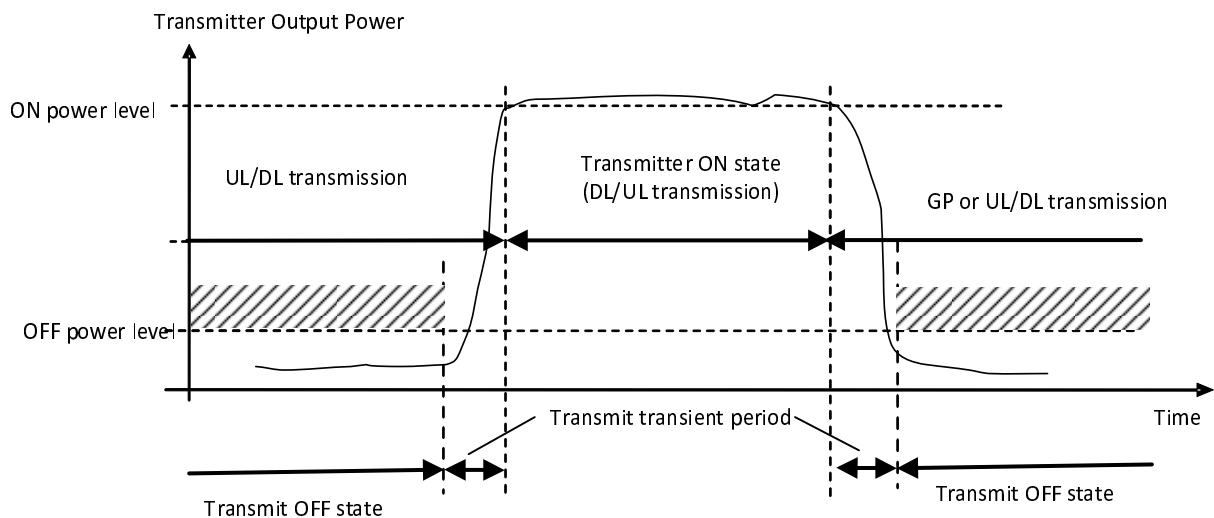 Transmitter Output Power
ON power level
UL/DL transmission
Transmitter ON state
(DL/UL transmission)
GP or UL/DL transmission
OFF power level
Transmit transient period
Time
Transmit OFF state
Transmit OFF state